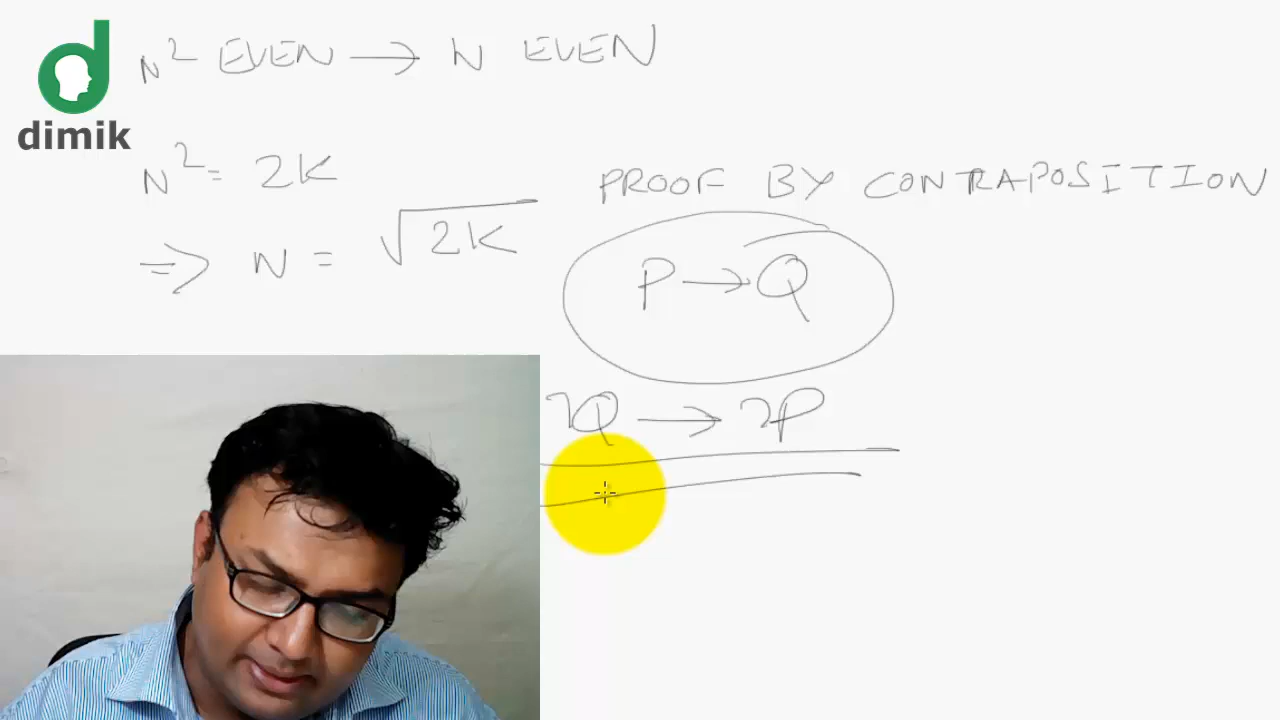 dimik
N² EVEN → N EVEN
N² = 2K
⇒ N = √2K
PROOF BY CONTRAPOSITION
P → Q
¬Q → ¬P